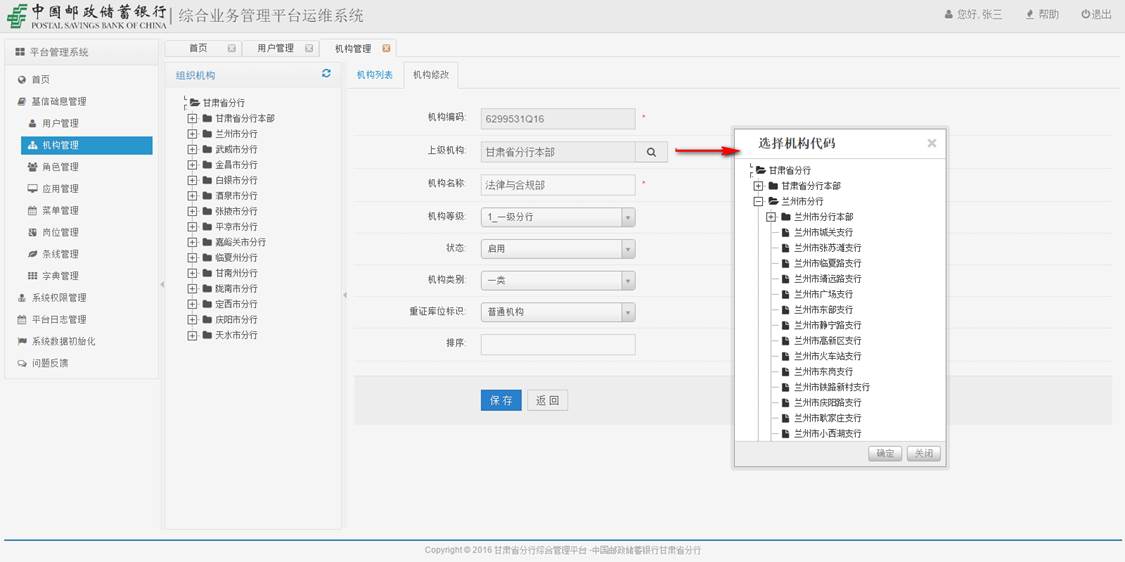 中国邮政储蓄银行 综合业务管理平台运维系统 您好, 张三 帮助 退出
POSTAL SAVINGS BANK OF CHINA
平台管理系统
首页
基信础息管理
用户管理
机构管理
角色管理
应用管理
菜单管理
岗位管理
条线管理
字典管理
系统权限管理
平台日志管理
系统数据初始化
问题反馈
首页 用户管理 机构管理
组织机构
甘肃省分行
甘肃省分行本部
兰州市分行
武威市分行
金昌市分行
白银市分行
酒泉市分行
张掖市分行
平凉市分行
嘉峪关市分行
临夏州分行
甘南州分行
陇南市分行
定西市分行
庆阳市分行
天水市分行
机构列表 机构修改
机构编码: 6299531Q16 *
上级机构: 甘肃省分行本部
机构名称: 法律与合规部 *
机构等级: 1_一级分行
状态: 启用
机构类别: 一类
重证库位标识: 普通机构
排序:
保存 返回
选择机构代码
甘肃省分行
甘肃省分行本部
兰州市分行
兰州市分行本部
兰州市城关支行
兰州市张苏滩支行
兰州市临夏路支行
兰州市靖远路支行
兰州市广场支行
兰州市东部支行
兰州市静宁路支行
兰州市高新区支行
兰州市火车站支行
兰州市东岗支行
兰州市铁路新村支行
兰州市庆阳路支行
兰州市耿家庄支行
兰州市小西湖支行
确定 关闭
Copyright © 2016 甘肃省分行综合管理平台 -中国邮政储蓄银行甘肃省分行